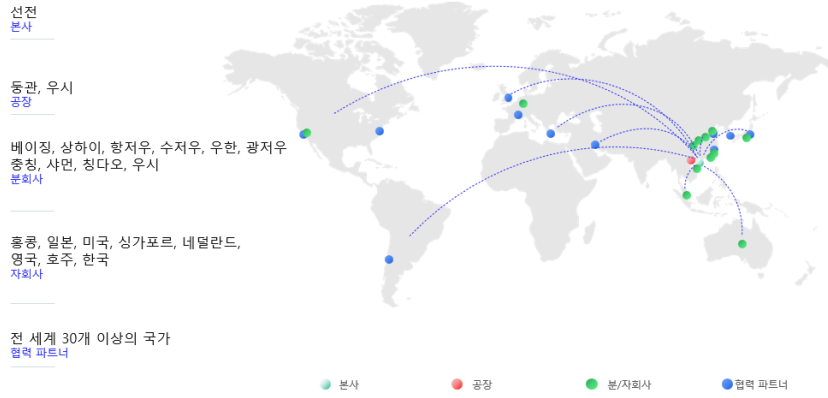 선전
본사
둥관, 우시
공장
베이징, 상하이, 항저우, 수저우, 우한, 광저우
충칭, 샤먼, 칭다오, 우시
분회사
홍콩, 일본, 미국, 싱가포르, 네덜란드,
영국, 호주, 한국
자회사
전 세계 30개 이상의 국가
협력 파트너
본사
공장
분/자회사
협력 파트너